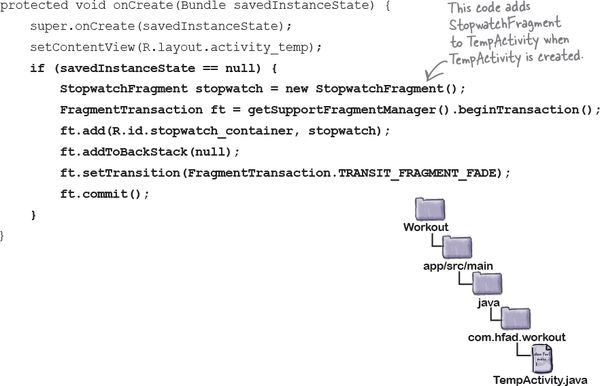 protected void onCreate(Bundle savedInstanceState) {
super.onCreate(savedInstanceState);
setContentView(R.layout.activity_temp);
if (savedInstanceState == null) {
StopwatchFragment stopwatch = new StopwatchFragment();
FragmentTransaction ft = getSupportFragmentManager().beginTransaction();
ft.add(R.id.stopwatch_container, stopwatch);
ft.addToBackStack(null);
ft.setTransition(FragmentTransaction.TRANSIT_FRAGMENT_FADE);
ft.commit();
}
}
This code adds
StopwatchFragment
to TempActivity when
TempActivity is created.
Workout
app/src/main
java
com.hfad.workout
TempActivity.java